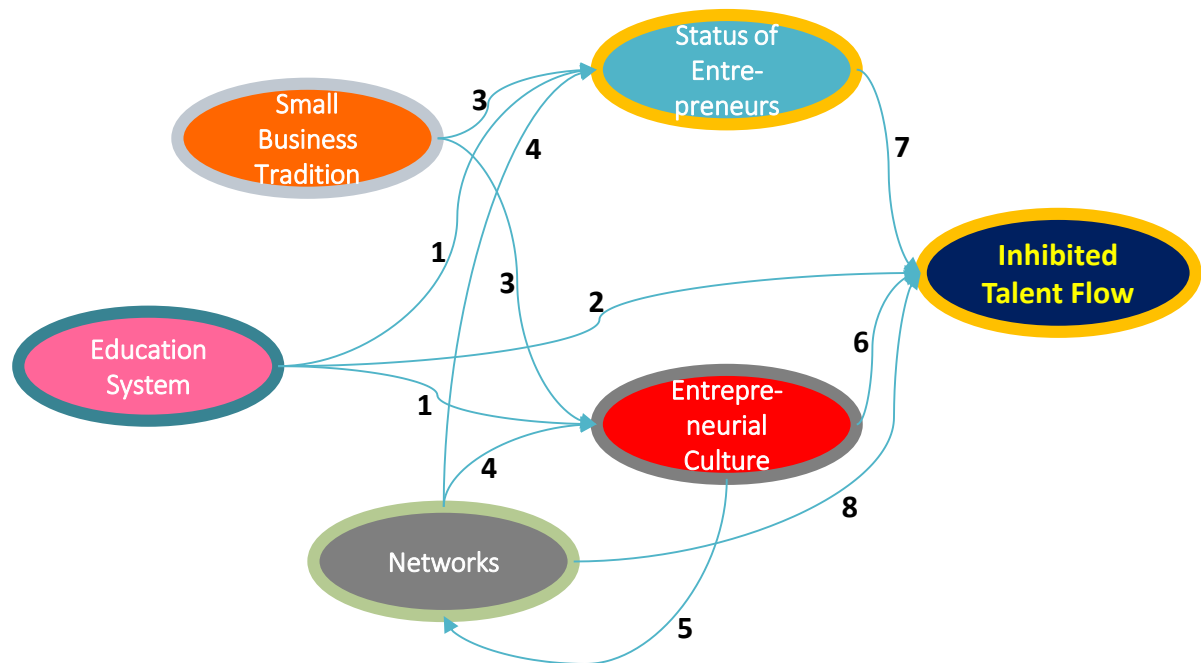 Status of
Entre-
preneurs
3
Small
Business
Tradition
4
7
1
3
Inhibited
Talent Flow
2
6
Education
System
1
Entrepre-
neurial
Culture
4
8
Networks
5